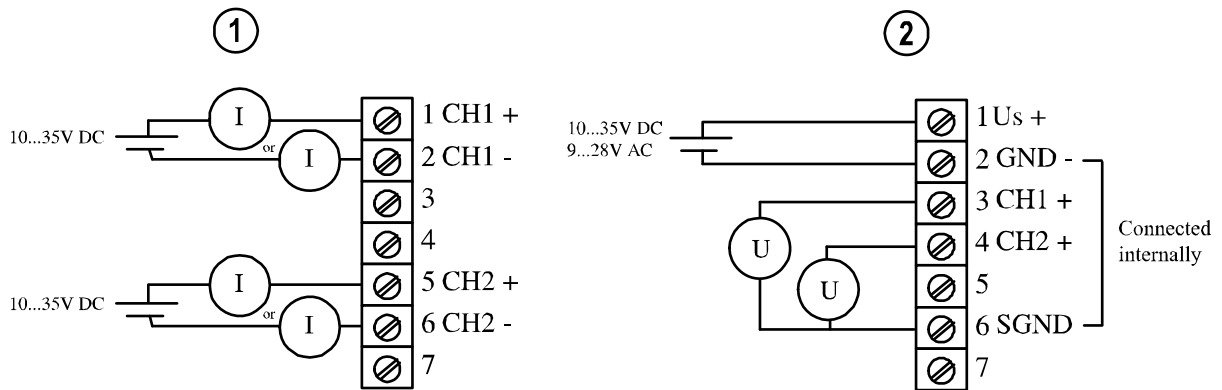 1
10...35V DC
I
or
I
1 CH1 +
2 CH1 -
3
4
10...35V DC
I
or
I
5 CH2 +
6 CH2 -
7
2
10...35V DC
9...28V AC
1 Us +
2 GND -
3 CH1 +
U
4 CH2 +
U
5
6 SGND
7
Connected
internally